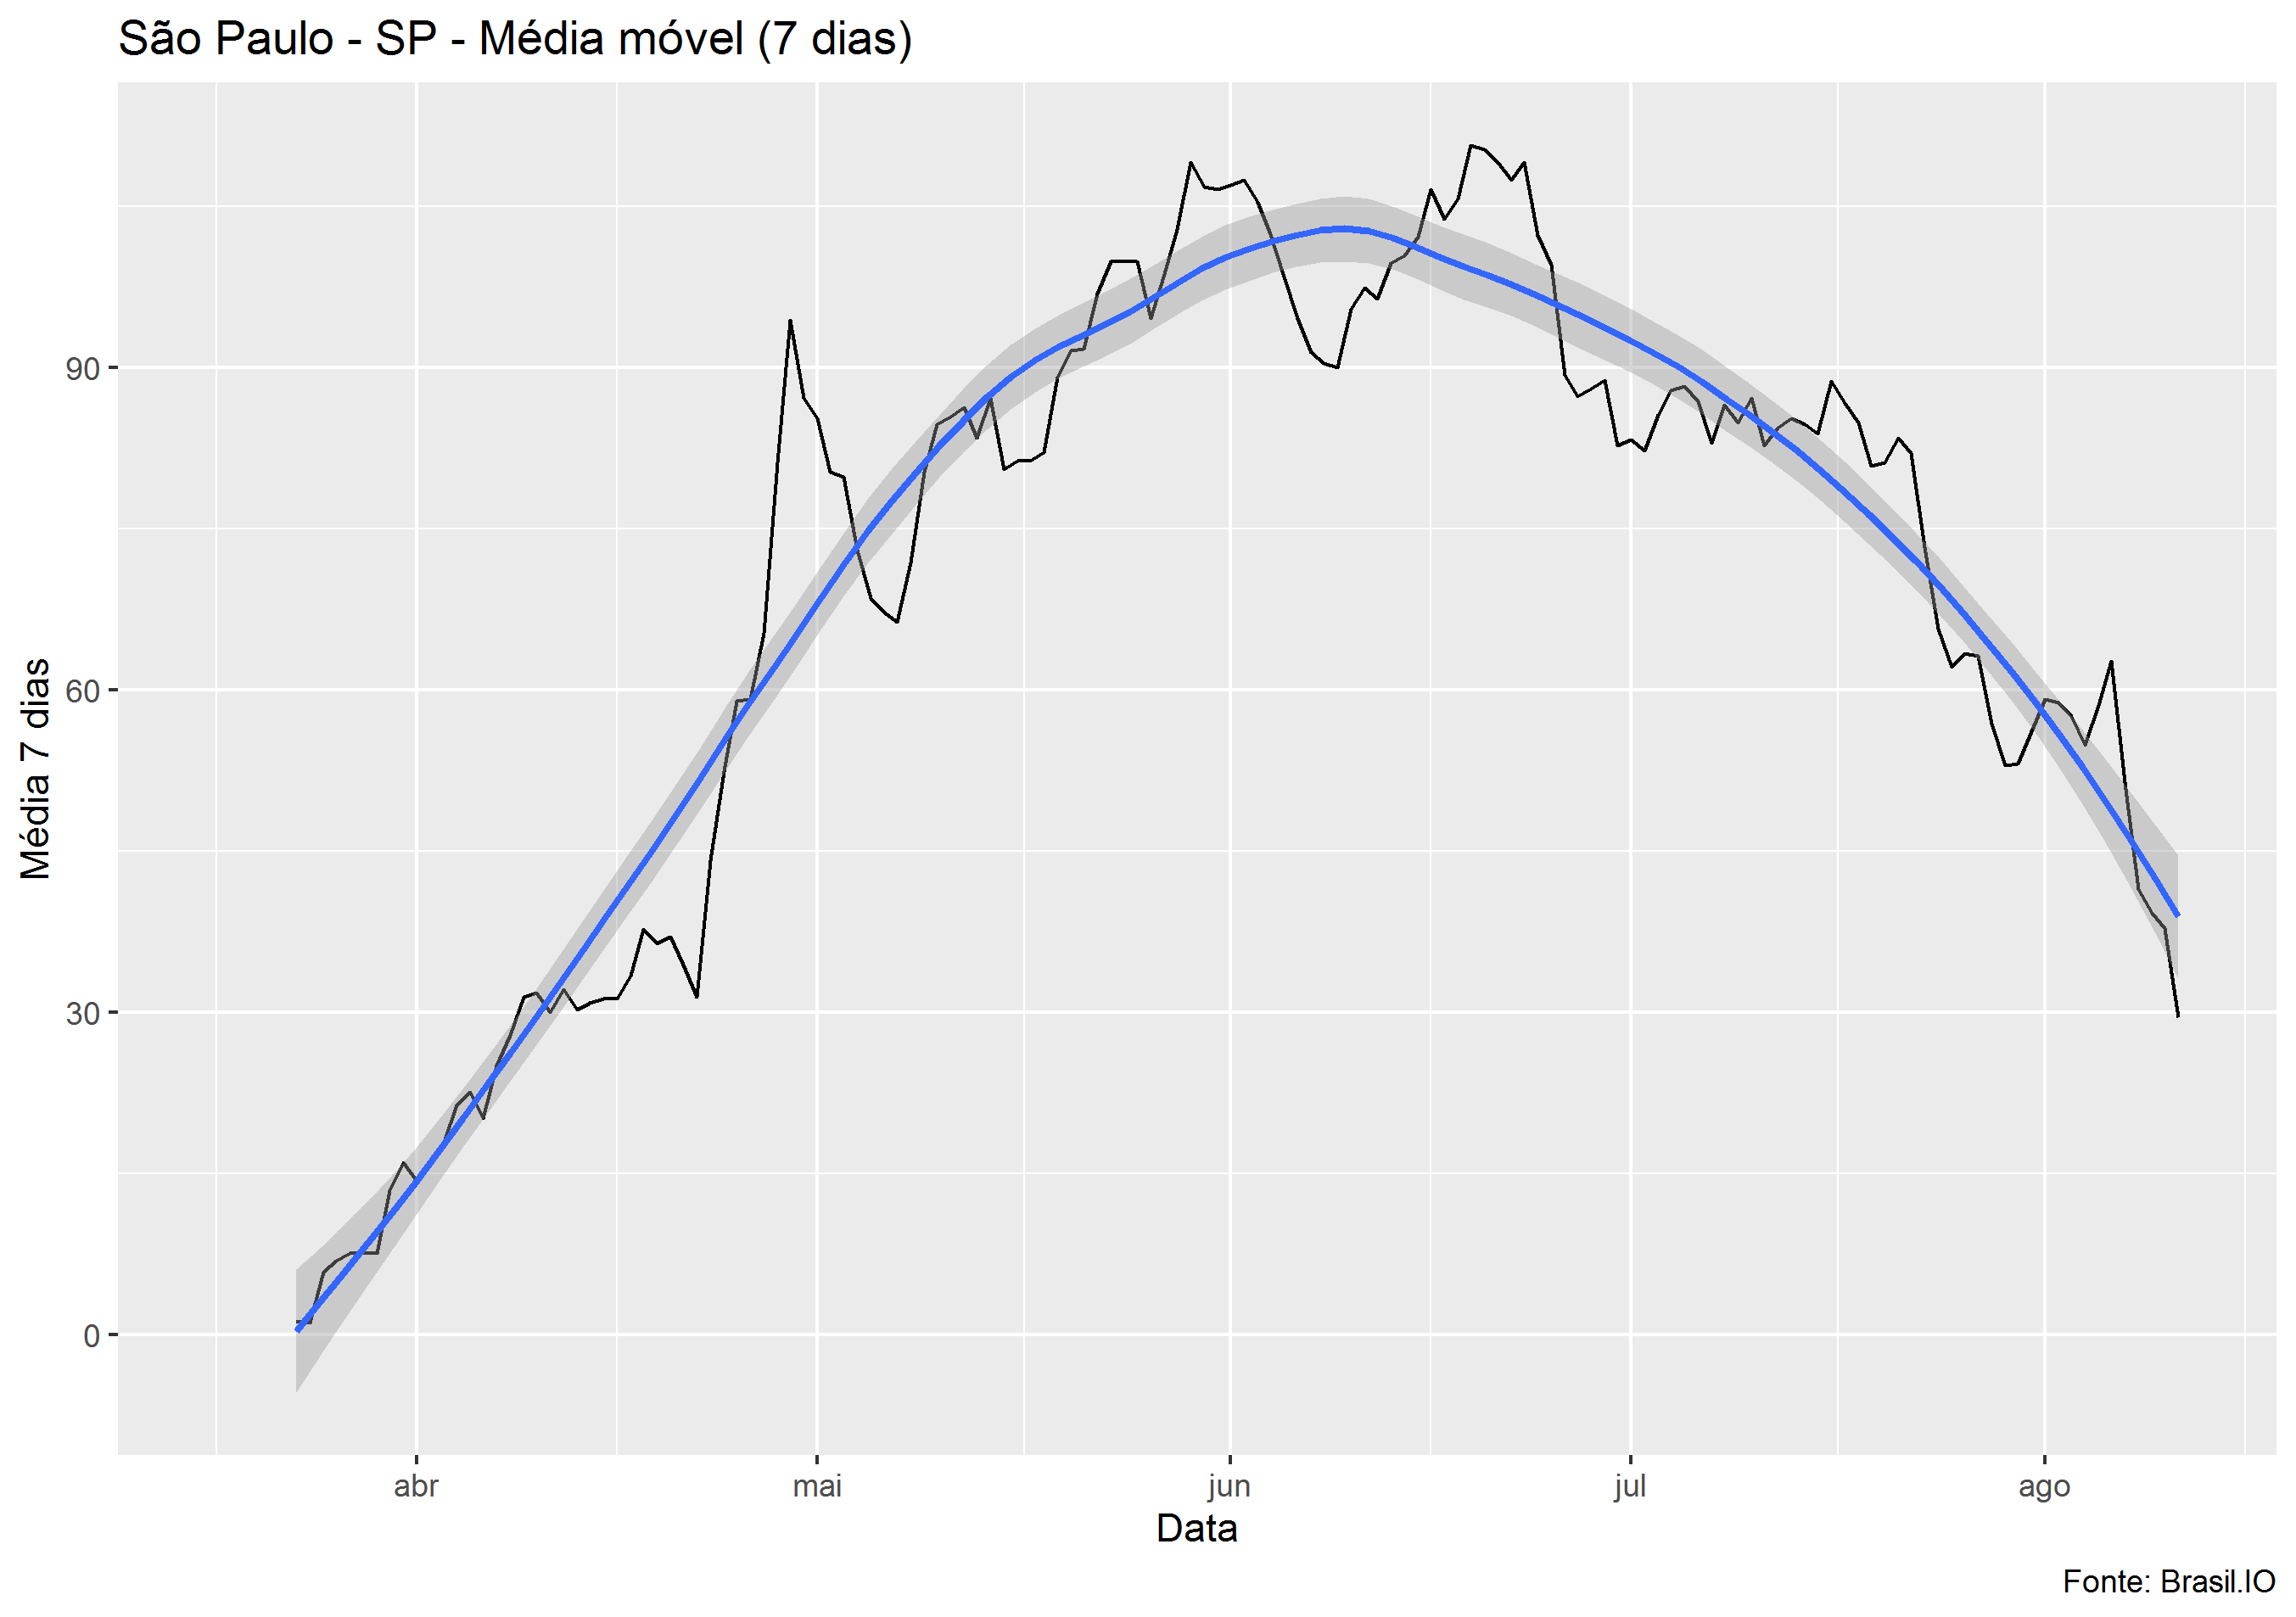 São Paulo - SP - Média móvel (7 dias)
Média 7 dias
90
60
30
0
abr mai jun jul ago
Data
Fonte: Brasil.IO